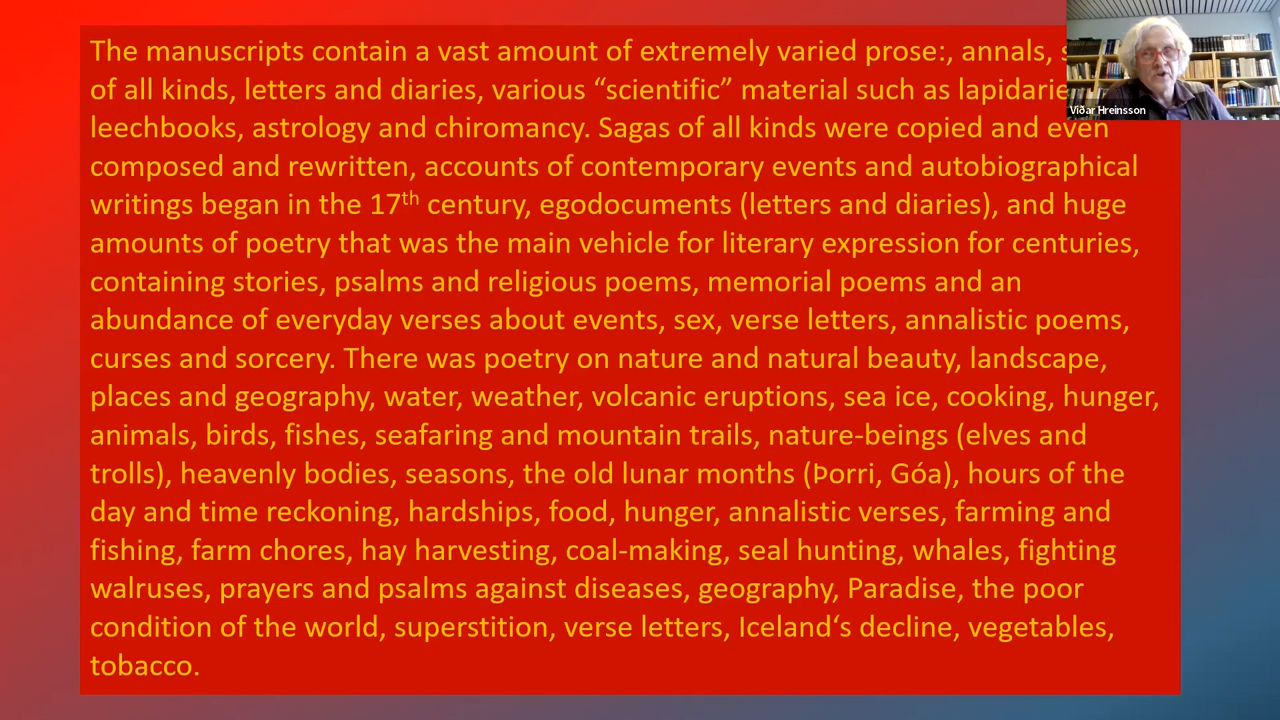 The manuscripts contain a vast amount of extremely varied prose:, annals,
of all kinds, letters and diaries, various “scientific” material such as
leechbooks, astrology and chiromancy. Sagas of all kinds were copied and even
composed and rewritten, accounts of contemporary events and autobiographical
writings began in the 17th century, egodocuments (letters and diaries), and huge
amounts of poetry that was the main vehicle for literary expression for centuries,
containing stories, psalms and religious poems, memorial poems and an
abundance of everyday verses about events, sex, verse letters, annalistic poems,
curses and sorcery. There was poetry on nature and natural beauty, landscape,
places and geography, water, weather, volcanic eruptions, sea ice, cooking, hunger,
animals, birds, fishes, seafaring and mountain trails, nature-beings (elves and
trolls), heavenly bodies, seasons, the old lunar months (Þorri, Góa), hours of the
day and time reckoning, hardships, food, hunger, annalistic verses, farming and
fishing, farm chores, hay harvesting, coal-making, seal hunting, whales, fighting
walruses, prayers and psalms against diseases, geography, Paradise, the poor
condition of the world, superstition, verse letters, Iceland‘s decline, vegetables,
tobacco.
Viðar Hreinsson